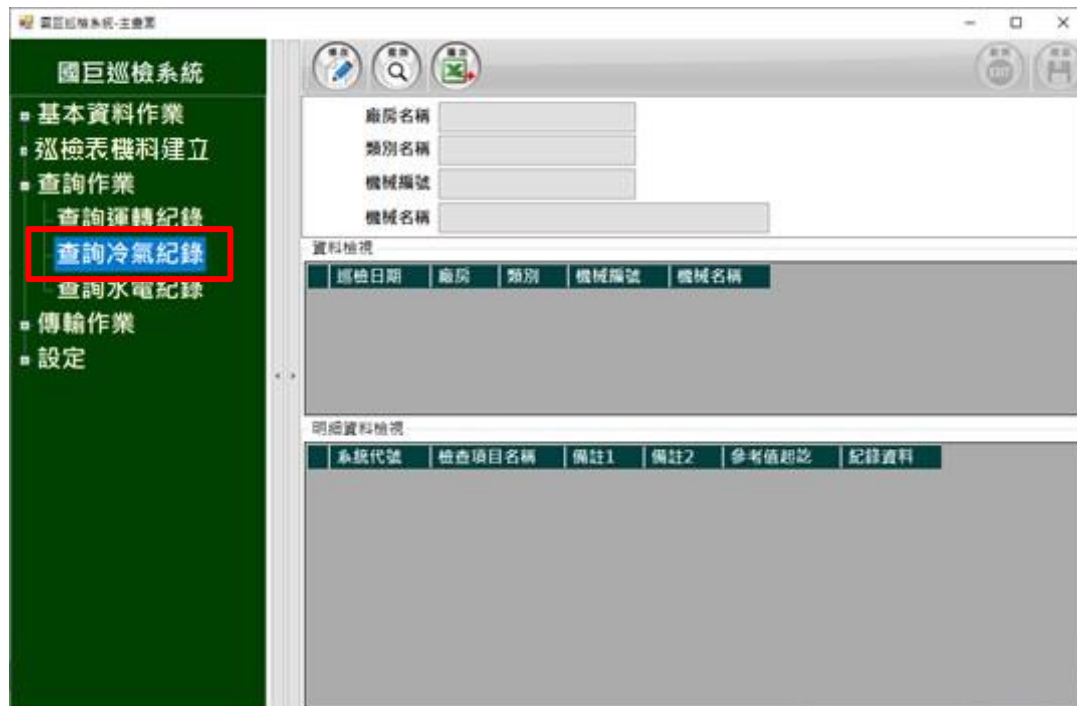 國巨巡檢系統-主畫面
國巨巡檢系統
基本資料作業
巡檢表機料建立
查詢作業
查詢運轉紀錄
查詢冷氣紀錄
查詢水電紀錄
傳輸作業
設定
修改 查詢 匯出
廠房名稱
類別名稱
機械編號
機械名稱
資料檢視
巡檢日期 廠房 類別 機械編號 機械名稱
明細資料檢視
系統代號 檢查項目名稱 備註1 備註2 參考值起訖 紀錄資料